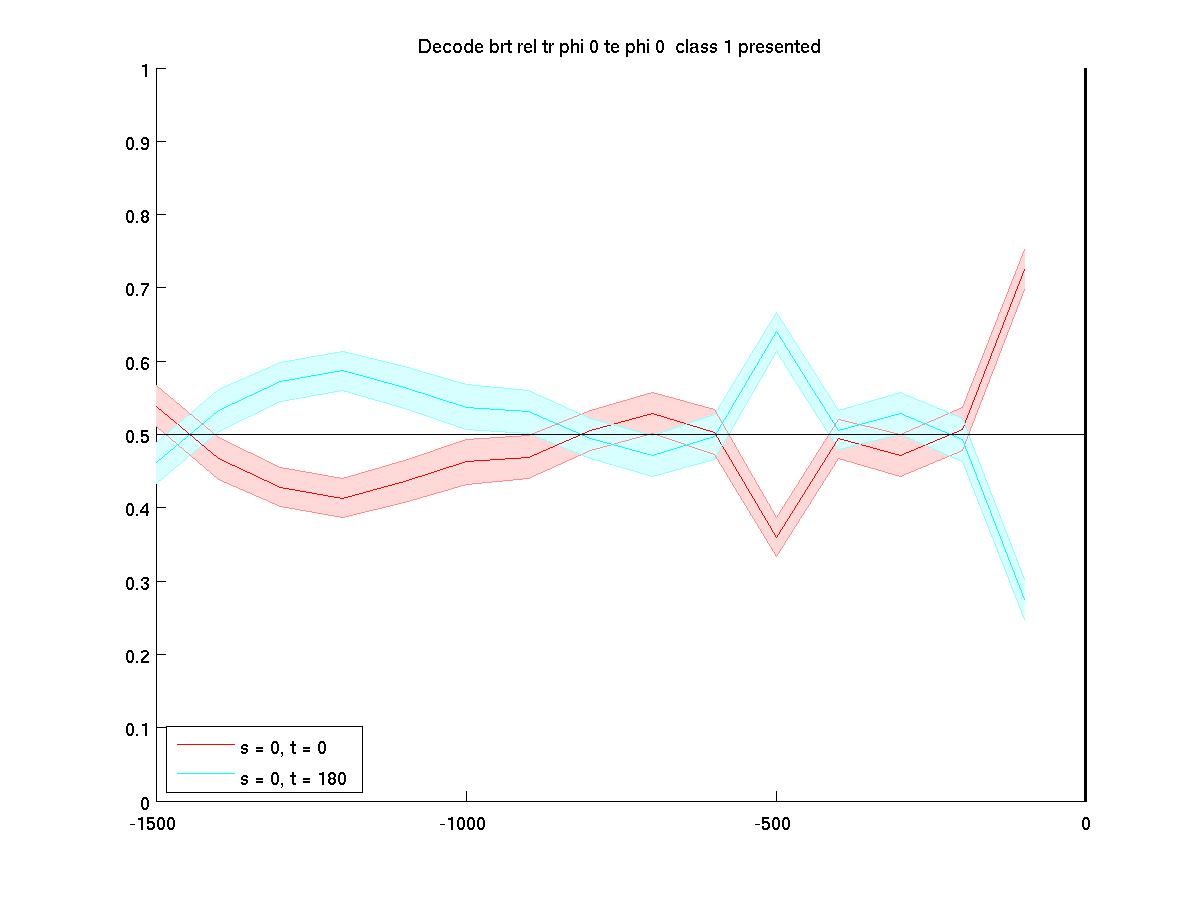 Decode brt rel tr phi 0 te phi 0  class 1 presented
1
0.9
0.8
0.7
0.6
0.5
0.4
0.3
0.2
0.1
0
s = 0, t = 0
s = 0, t = 180
-1500 -1000 -500 0